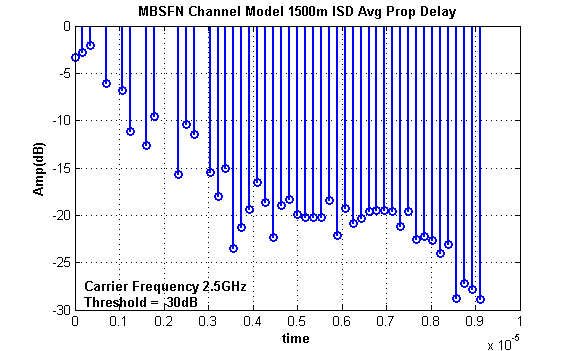 MBSFN Channel Model 1500m ISD Avg Prop Delay
Amp(dB)
0
-5
-10
-15
-20
-25
-30
Carrier Frequency 2.5GHz
Threshold = -30dB
0 0.1 0.2 0.3 0.4 0.5 0.6 0.7 0.8 0.9 1
time
x 10^-5